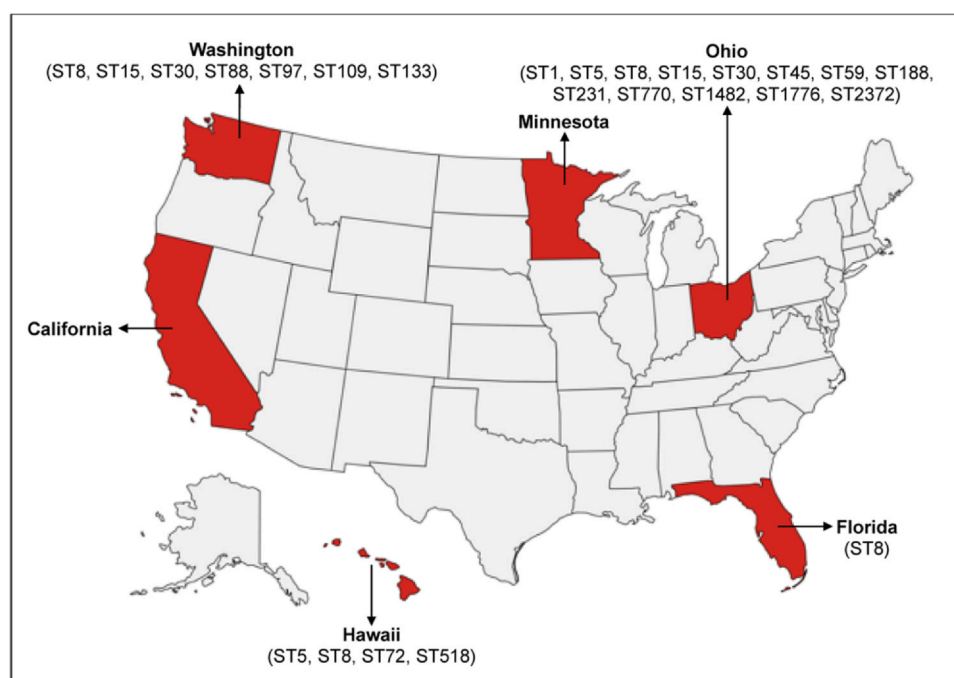 Washington
(ST8, ST15, ST30, ST88, ST97, ST109, ST133)
Ohio
(ST1, ST5, ST8, ST15, ST30, ST45, ST59, ST188,
ST231, ST770, ST1482, ST1776, ST2372)
Minnesota
California
Florida
(ST8)
Hawaii
(ST5, ST8, ST72, ST518)